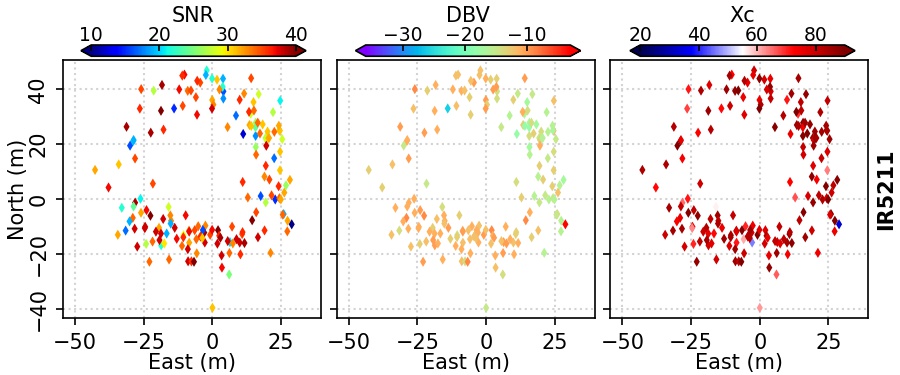 SNR DBV Xc
10 20 30 40 −30 −20 −10 20 40 60 80
North (m)
40
20
0
−20
−40
IR5211
−50 −25 0 25 −50 −25 0 25 −50 −25 0 25
East (m) East (m) East (m)